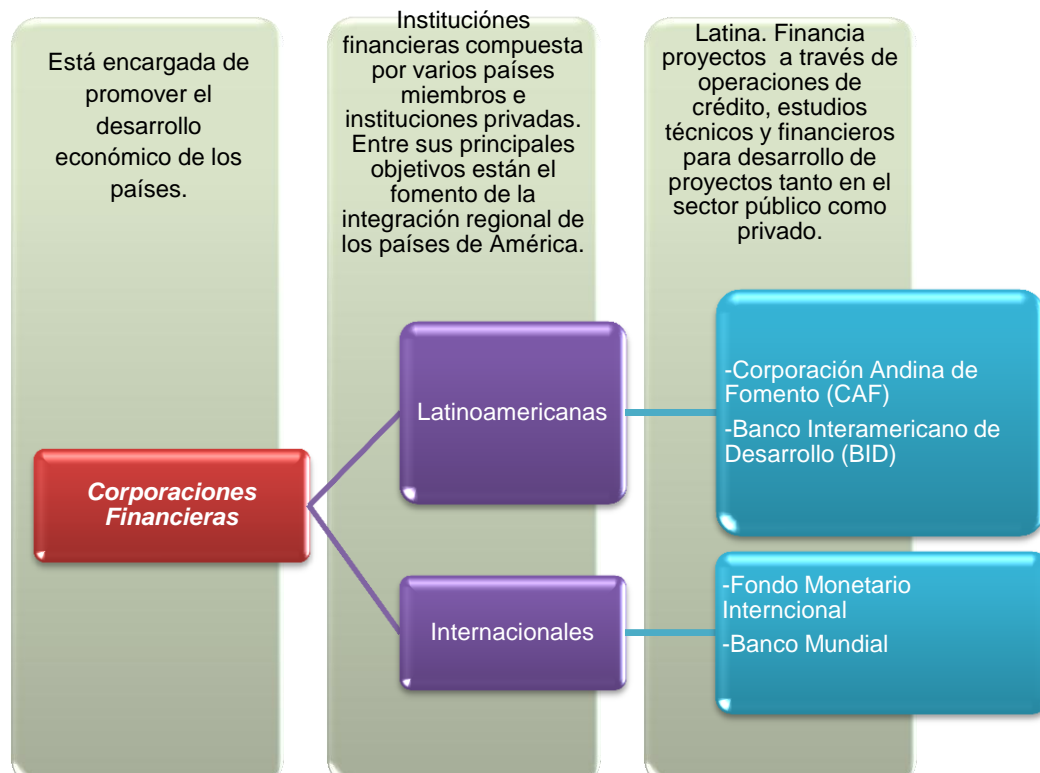 Está encargada de
promover el
desarrollo
económico de los
países.
Instituciónes
financieras compuesta
por varios países
miembros e
instituciones privadas.
Entre sus principales
objetivos están el
fomento de la
integración regional de
los países de América.
Latina. Financia
proyectos a través de
operaciones de
crédito, estudios
técnicos y financieros
para desarrollo de
proyectos tanto en el
sector público como
privado.
Corporaciones
Financieras
Latinoamericanas
-Corporación Andina de
Fomento (CAF)
-Banco Interamericano de
Desarrollo (BID)
Internacionales
-Fondo Monetario
Interncional
-Banco Mundial